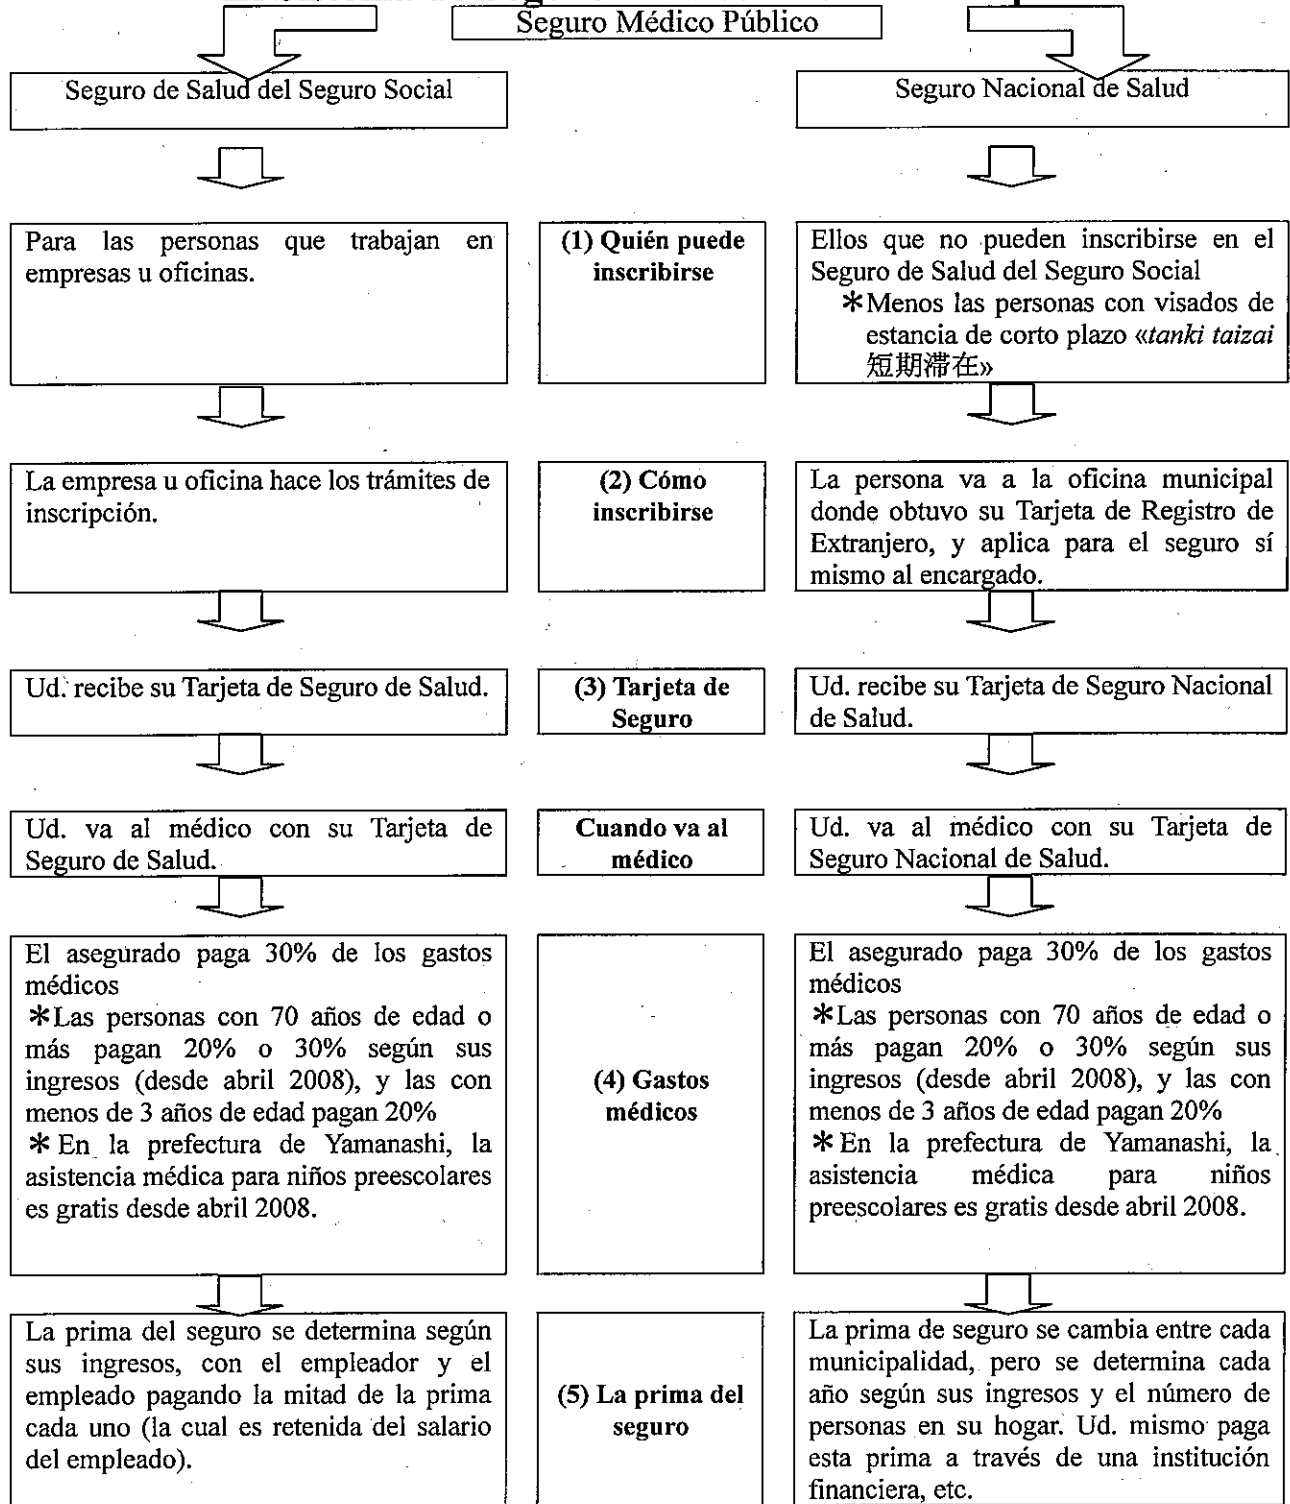 Seguro Médico Público
Seguro de Salud del Seguro Social
Seguro Nacional de Salud
Para las personas que trabajan en
empresas u oficinas.
(1) Quién puede
inscribirse
Ellos que no pueden inscribirse en el
Seguro de Salud del Seguro Social
*Menos las personas con visados de
estancia de corto plazo «tanki taizai
短期滞在»
La empresa u oficina hace los trámites de
inscripción.
(2) Cómo
inscribirse
La persona va a la oficina municipal
donde obtuvo su Tarjeta de Registro de
Extranjero, y aplica para el seguro sí
mismo al encargado.
Ud. recibe su Tarjeta de Seguro de Salud.
(3) Tarjeta de
Seguro
Ud. recibe su Tarjeta de Seguro Nacional
de Salud.
Ud. va al médico con su Tarjeta de
Seguro de Salud.
Cuando va al
médico
Ud. va al médico con su Tarjeta de
Seguro Nacional de Salud.
El asegurado paga 30% de los gastos
médicos
*Las personas con 70 años de edad o
más pagan 20% o 30% según sus
ingresos (desde abril 2008), y las con
menos de 3 años de edad pagan 20%
* En la prefectura de Yamanashi, la
asistencia médica para niños preescolares
es gratis desde abril 2008.
(4) Gastos
médicos
El asegurado paga 30% de los gastos
médicos
*Las personas con 70 años de edad o
más pagan 20% o 30% según sus
ingresos (desde abril 2008), y las con
menos de 3 años de edad pagan 20%
* En la prefectura de Yamanashi, la
asistencia médica para niños
preescolares es gratis desde abril 2008.
La prima del seguro se determina según
sus ingresos, con el empleador y el
empleado pagando la mitad de la prima
cada uno (la cual es retenida del salario
del empleado).
(5) La prima del
seguro
La prima de seguro se cambia entre cada
municipalidad, pero se determina cada
año según sus ingresos y el número de
personas en su hogar. Ud. mismo paga
esta prima a través de una institución
financiera, etc.